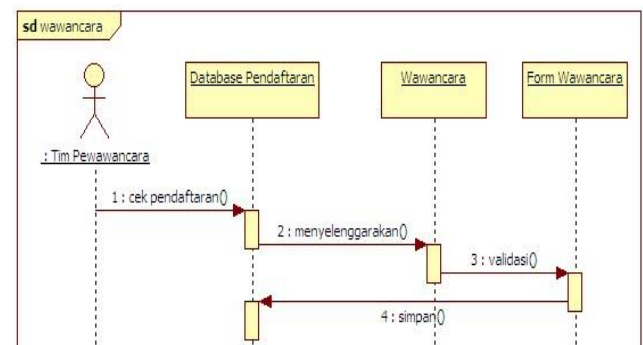 sd wawancara
Database Pendaftaran
Wawancara
Form Wawancara
: Tim Pewawancara
1 : cek pendaftaran()
2 : menyelenggarakan()
3 : validasi()
4 : simpan()